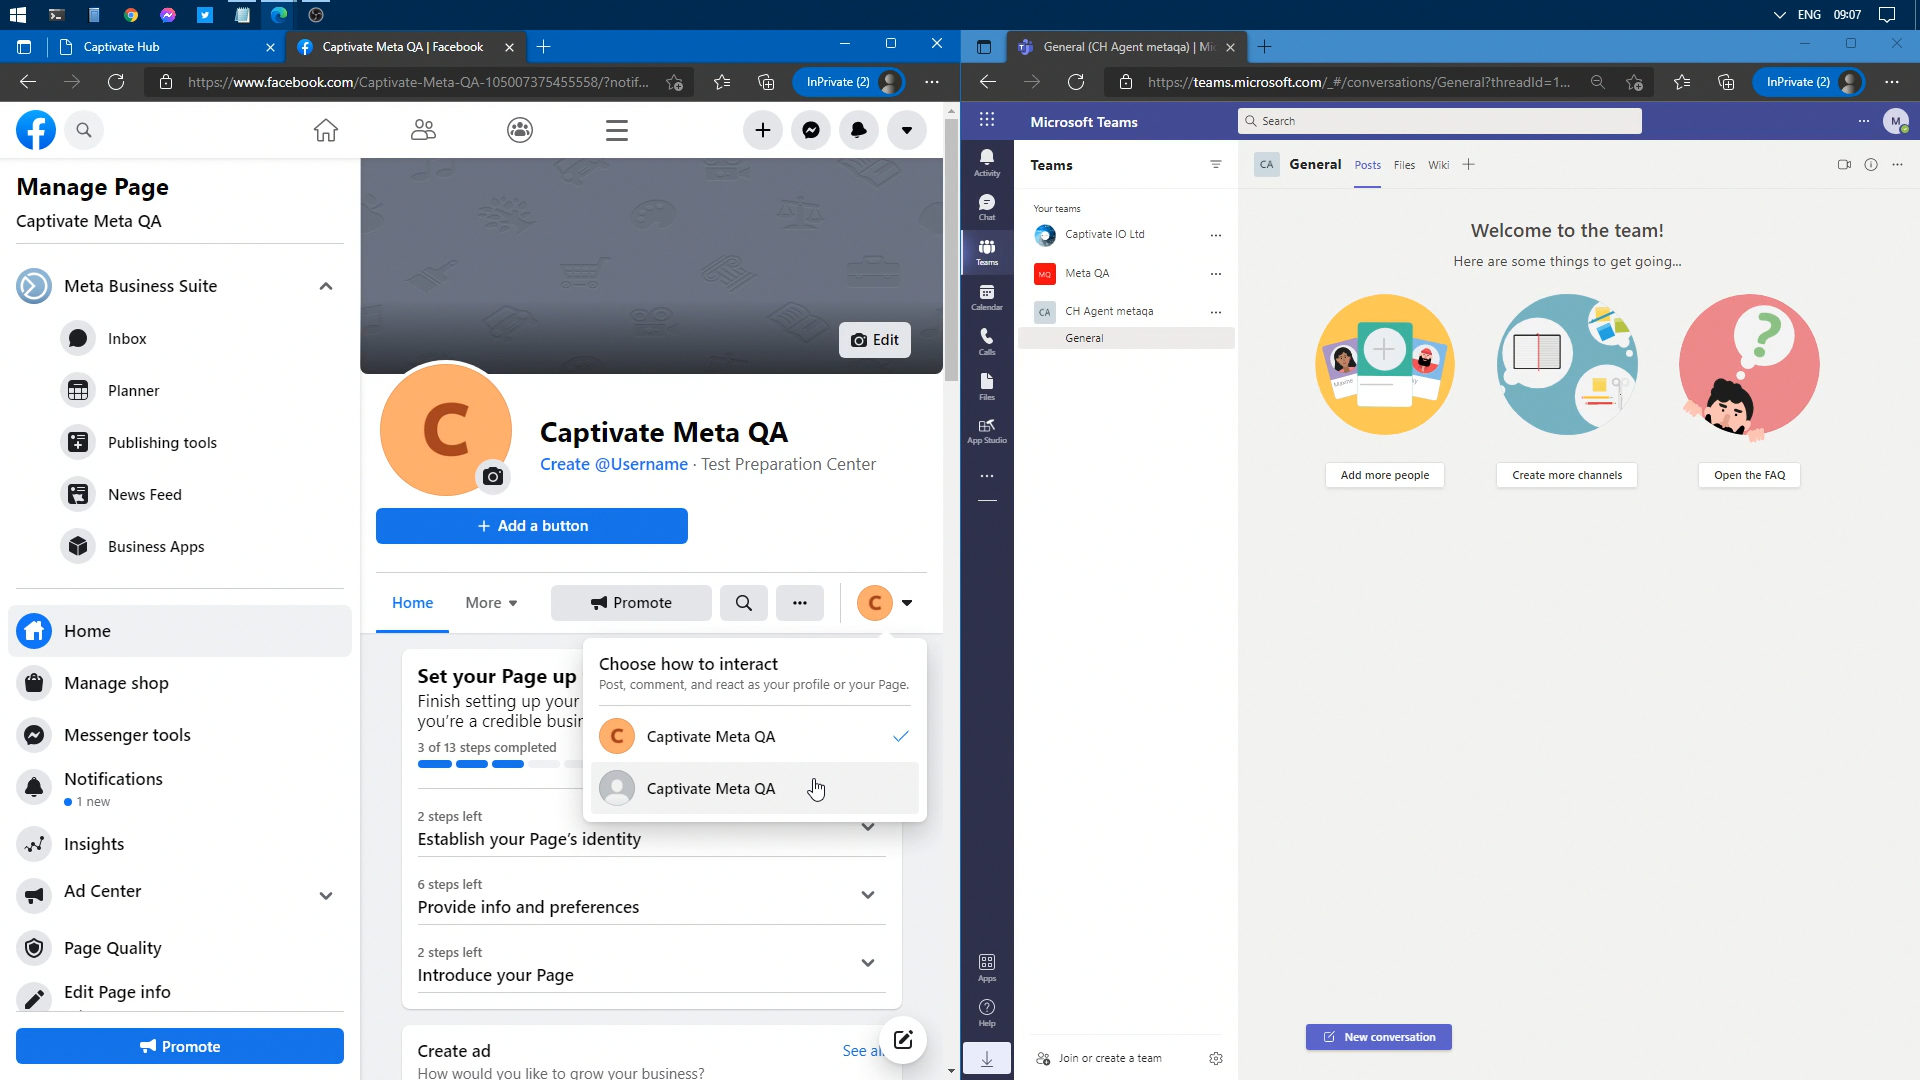 ENG 09:07
Captivate Hub
Captivate Meta QA | Facebook
https://www.facebook.com/Captivate-Meta-QA-105007375455558/?notif...
InPrivate (2)
Manage Page
Captivate Meta QA
Meta Business Suite
Inbox
Planner
Publishing tools
News Feed
Business Apps
Home
Manage shop
Messenger tools
Notifications
1 new
Insights
Ad Center
Page Quality
Edit Page info
Promote
Edit
C
Captivate Meta QA
Create @Username · Test Preparation Center
+ Add a button
Home
More
Promote
C
Choose how to interact
Post, comment, and react as your profile or your Page.
C Captivate Meta QA
Captivate Meta QA
Set your Page up
Finish setting up your
you're a credible
3 of 13 steps completed
2 steps left
Establish your Page's identity
6 steps left
Provide info and preferences
2 steps left
Introduce your Page
Create ad
See
How would you like to grow your business?
General (CH Agent metaqa) |
https://teams.microsoft.com/_#/conversations/General?threadId=1...
InPrivate (2)
Microsoft Teams
Search
M
Activity
Chat
Teams
Calendar
Calls
Files
App Studio
Apps
Help
Teams
Your teams
Captivate IO Ltd
MQ Meta QA
CA CH Agent metaqa
General
Join or create a team
CA General Posts Files Wiki
Welcome to the team!
Here are some things to get going...
Maxine
Add more people
Create more channels
Open the FAQ
New conversation